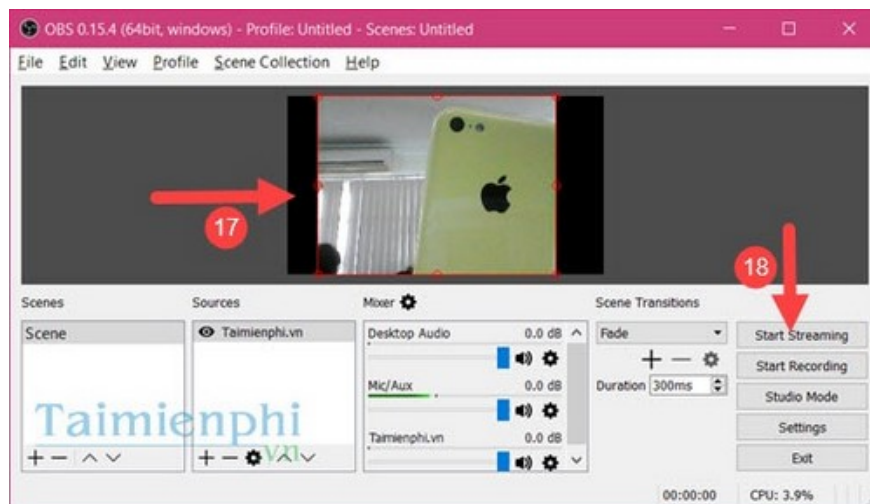 OBS 0.15.4 (64bit, windows) - Profile: Untitled - Scenes: Untitled
File Edit View Profile Scene Collection Help
17
18
Scenes Sources Mixer Scene Transitions
Scene Taimienphi.vn Desktop Audio 0.0 dB Fade Start Streaming
Start Recording
Mic/Aux 0.0 dB Duration 300ms Studio Mode
Taimienphi.vn
Taimienphi.vn 0.0 dB Settings
Exit
00:00:00 CPU: 3.9%